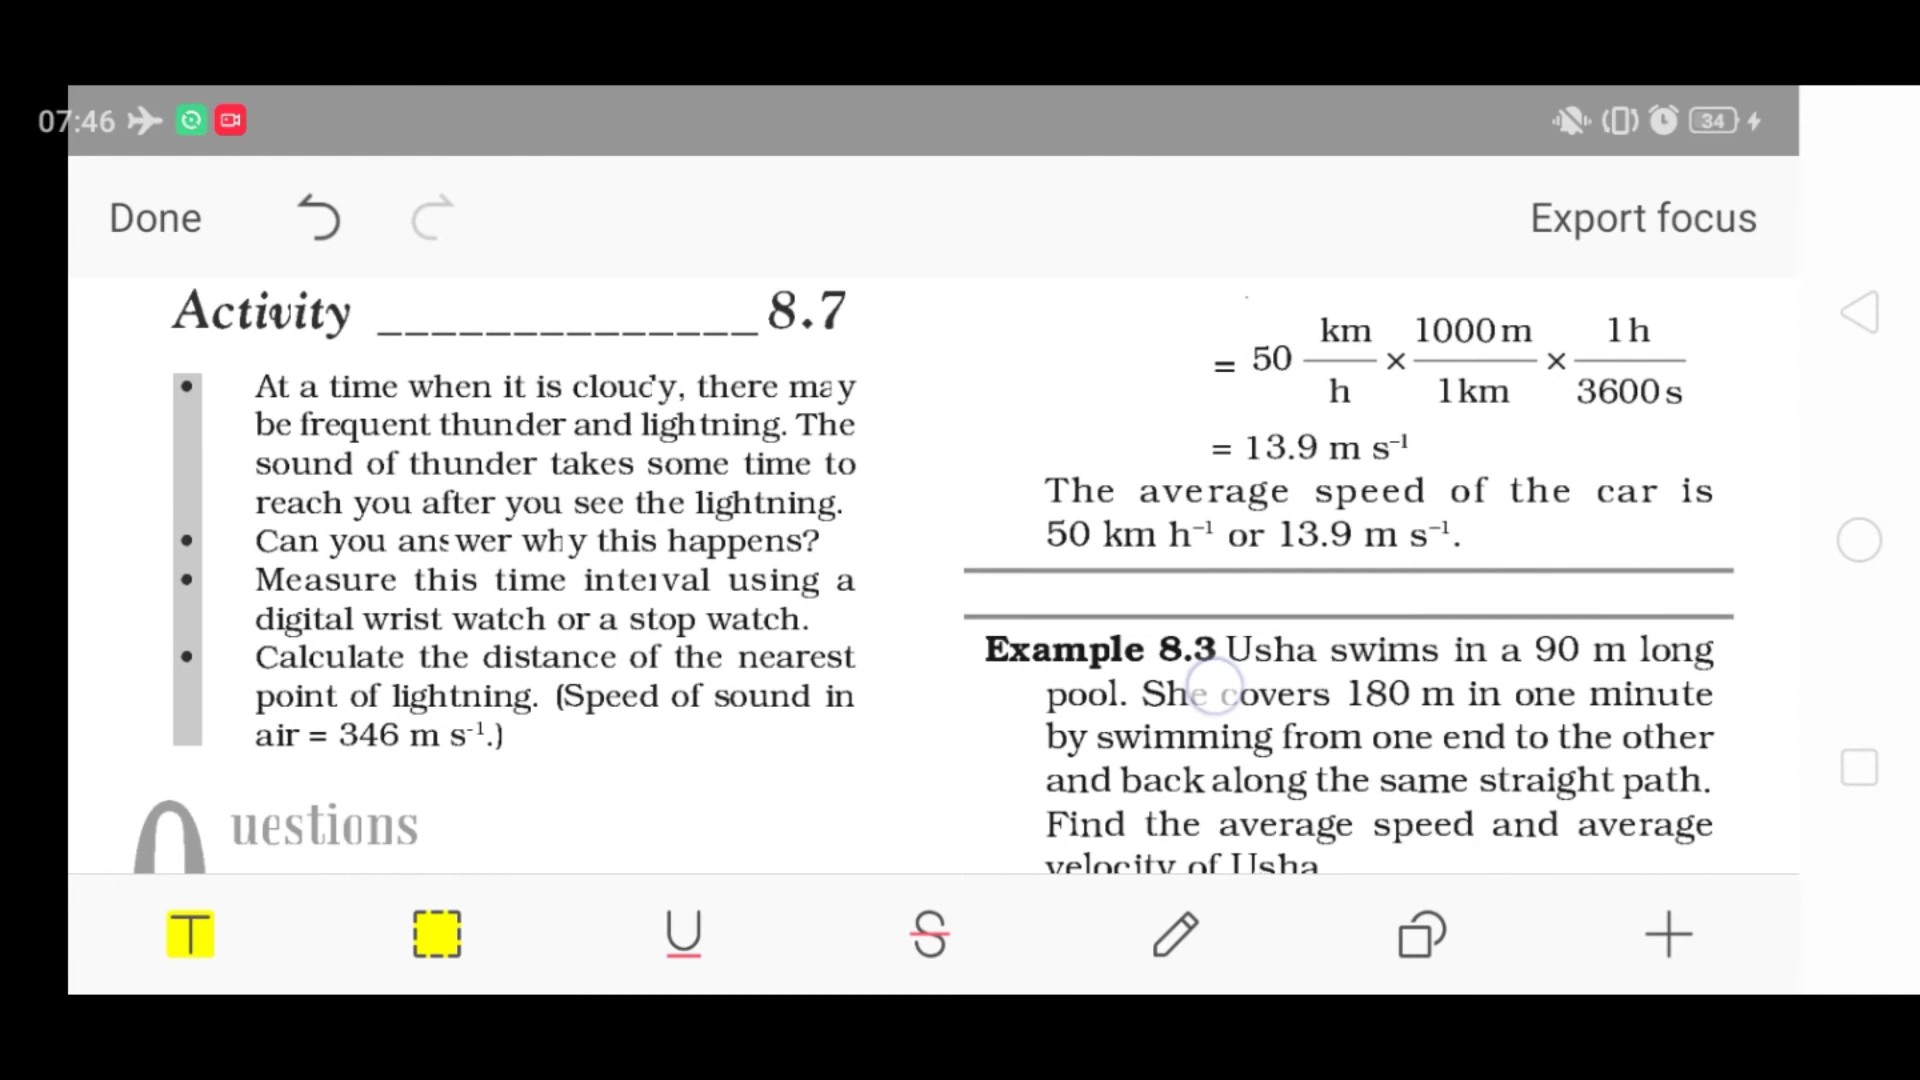 07:46
34
Done
Export focus
Activity ______________ 8.7
• At a time when it is cloudy, there may
be frequent thunder and lightning. The
sound of thunder takes some time to
reach you after you see the lightning.
• Can you answer why this happens?
• Measure this time interval using a
digital wrist watch or a stop watch.
• Calculate the distance of the nearest
point of lightning. (Speed of sound in
air = 346 m s⁻¹.)
uestions
= 50 km/h × 1000 m/1 km × 1 h/3600 s
= 13.9 m s⁻¹
The average speed of the car is
50 km h⁻¹ or 13.9 m s⁻¹.
Example 8.3 Usha swims in a 90 m long
pool. She covers 180 m in one minute
by swimming from one end to the other
and back along the same straight path.
Find the average speed and average
velocity of Usha
T
U
S